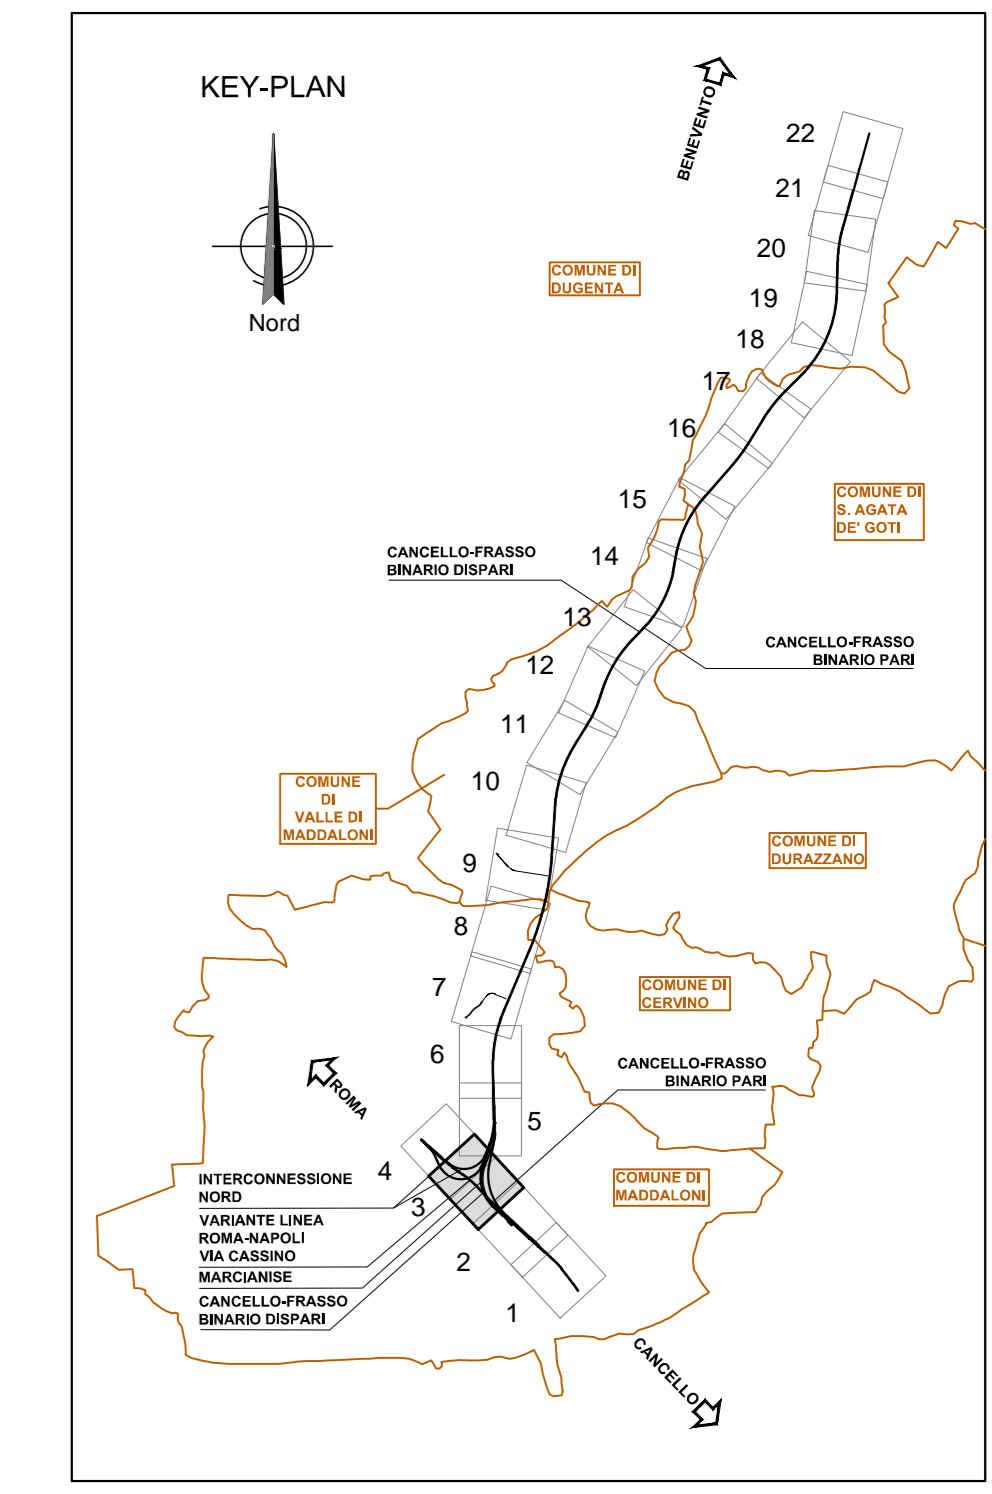 KEY-PLAN
Nord
BENEVENTO
22
21
20
19
18
17
16
15
14
13
12
11
10
9
8
7
6
5
4
3
2
1
COMUNE DI
DUGENTA
COMUNE DI
S. AGATA
DE' GOTI
CANCELLO-FRASSO
BINARIO DISPARI
CANCELLO-FRASSO
BINARIO PARI
COMUNE
DI
VALLE DI
MADDALONI
COMUNE DI
DURAZZANO
COMUNE DI
CERVINO
ROMA
CANCELLO-FRASSO
BINARIO PARI
COMUNE DI
MADDALONI
INTERCONNESSIONE
NORD
VARIANTE LINEA
ROMA-NAPOLI
VIA CASSINO
MARCIANISE
CANCELLO-FRASSO
BINARIO DISPARI
CANCELLO